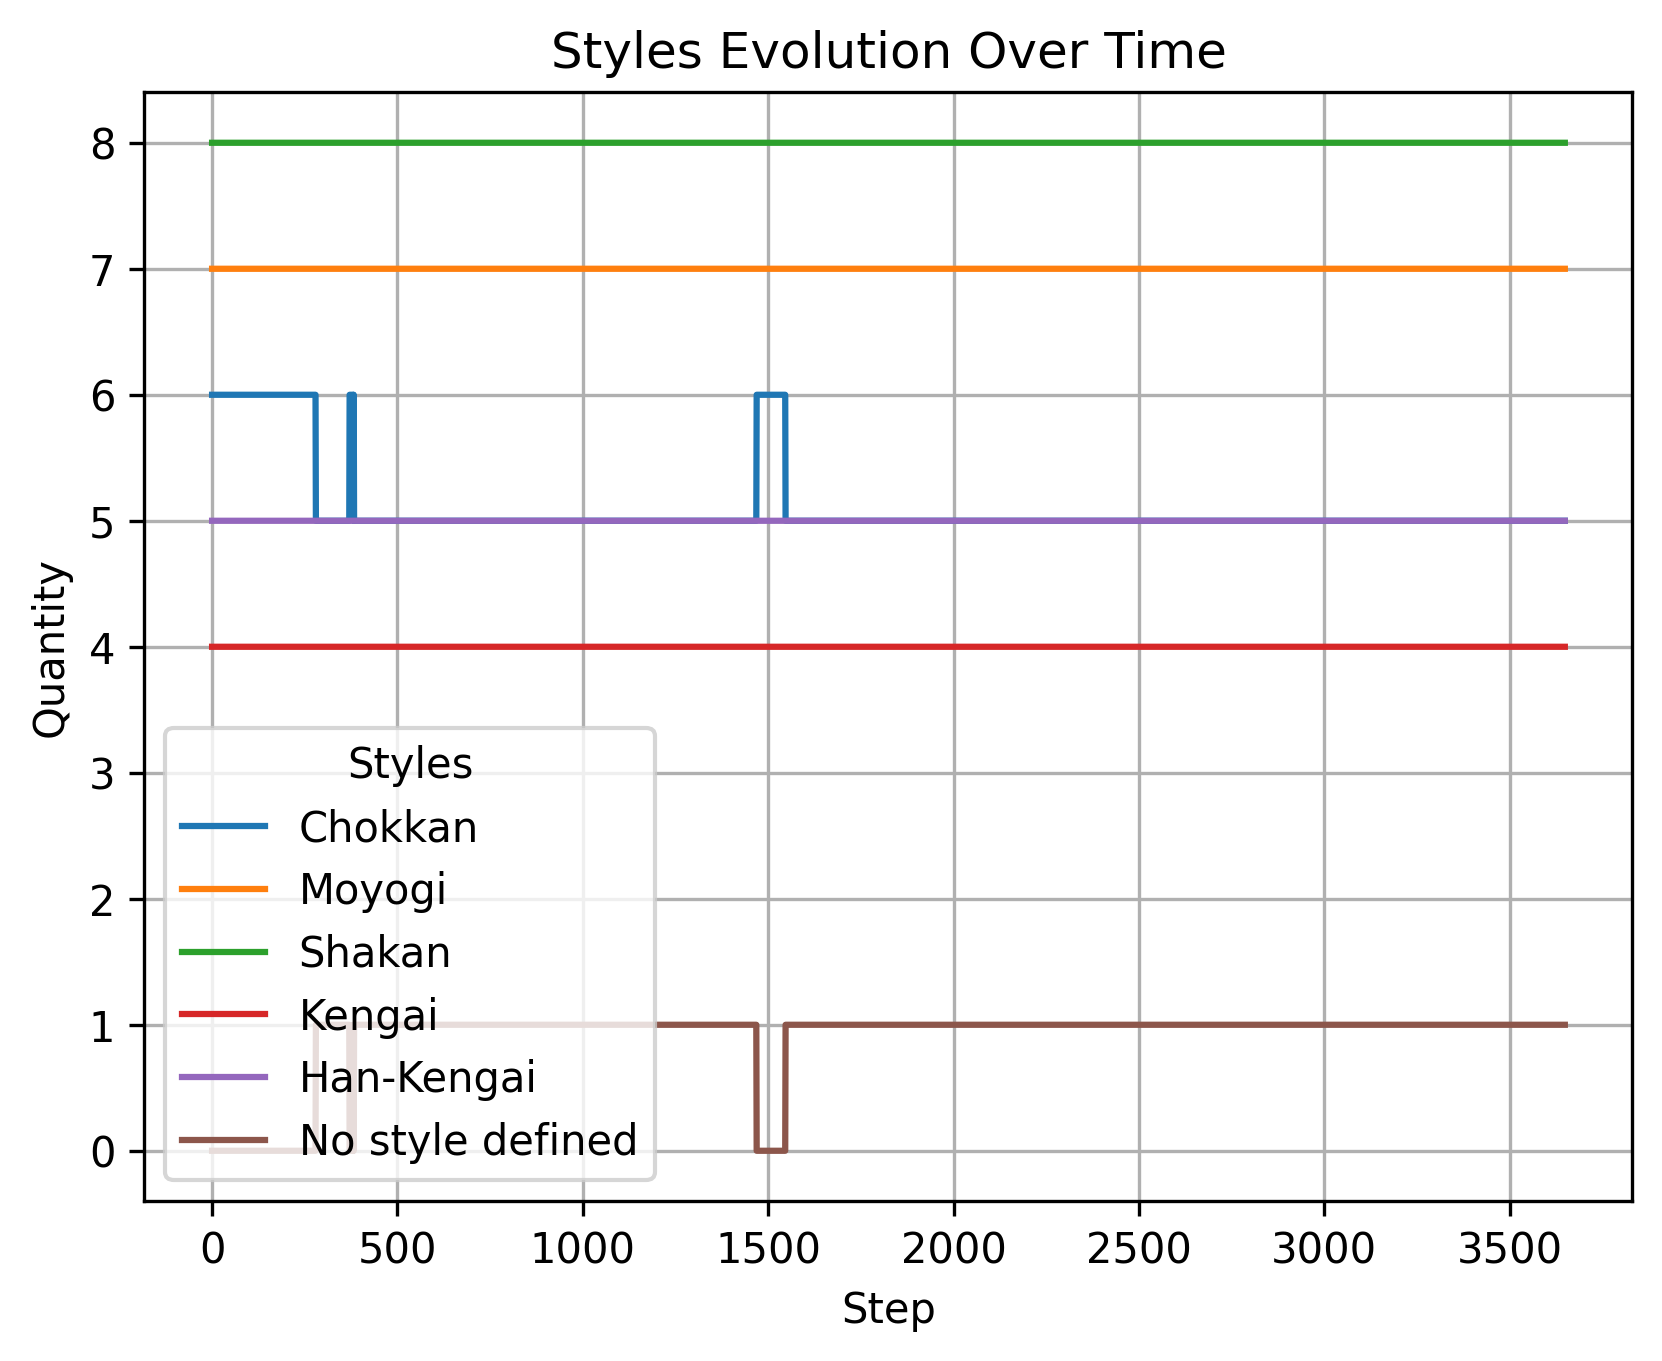 Styles Evolution Over Time
8
7
6
5
4
3
2
1
0
Quantity
Styles
Chokkan
Moyogi
Shakan
Kengai
Han-Kengai
No style defined
0 500 1000 1500 2000 2500 3000 3500
Step